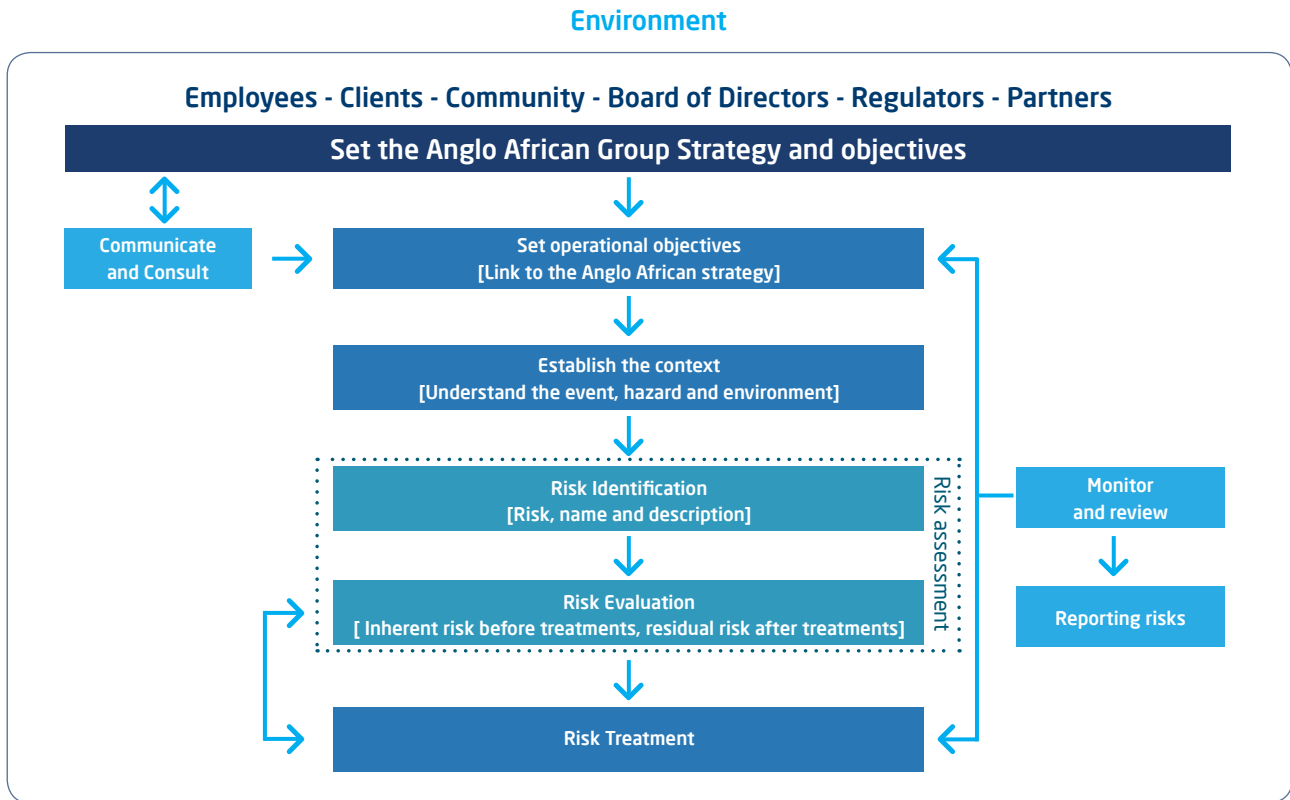 Environment
Employees - Clients - Community - Board of Directors - Regulators - Partners
Set the Anglo African Group Strategy and objectives
Communicate
and Consult
Set operational objectives
[Link to the Anglo African strategy]
Establish the context
[Understand the event, hazard and environment]
Risk Identification
[Risk, name and description]
Risk Evaluation
[ Inherent risk before treatments, residual risk after treatments]
Risk assessment
Monitor
and review
Reporting risks
Risk Treatment